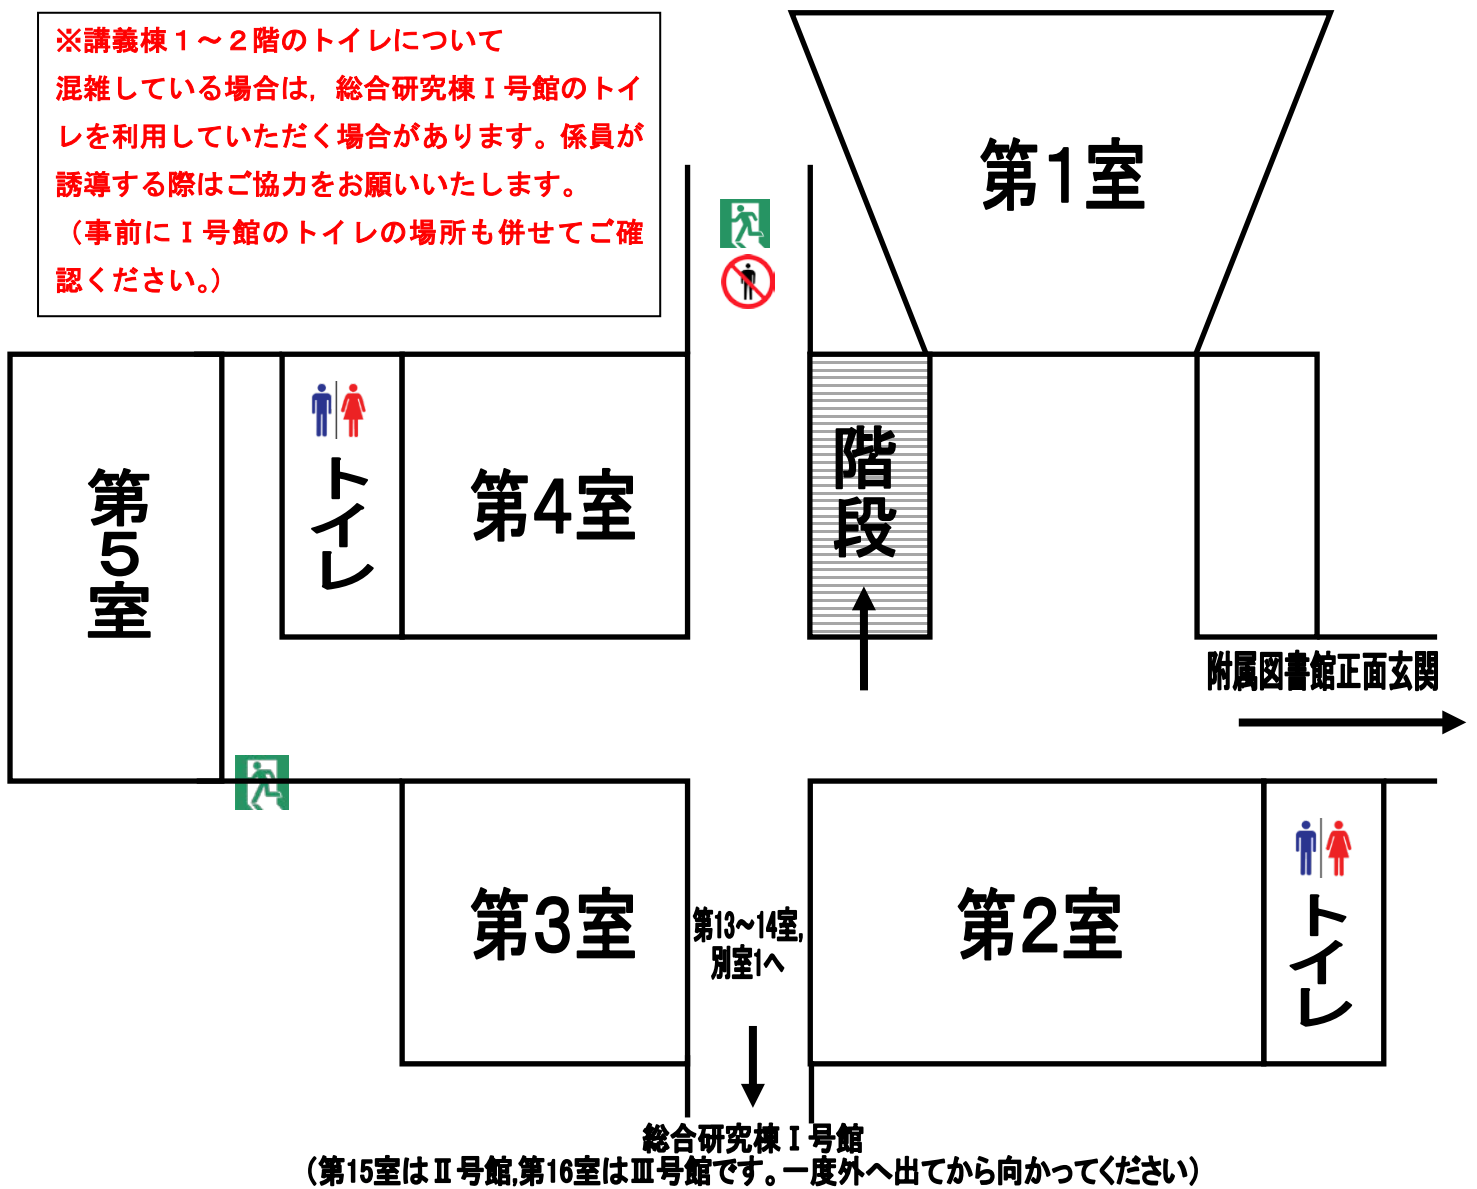 ※講義棟１～２階のトイレについて
混雑している場合は，総合研究棟Ⅰ号館のトイ
レを利用していただく場合があります。係員が
誘導する際はご協力をお願いいたします。
（事前にⅠ号館のトイレの場所も併せてご確
認ください。）
第1室
第5室
トイレ
第4室
階段
附属図書館正面玄関
第3室
第13～14室,
別室1へ
第2室
トイレ
総合研究棟Ⅰ号館
（第15室はⅡ号館,第16室はⅢ号館です。一度外へ出てから向かってください）